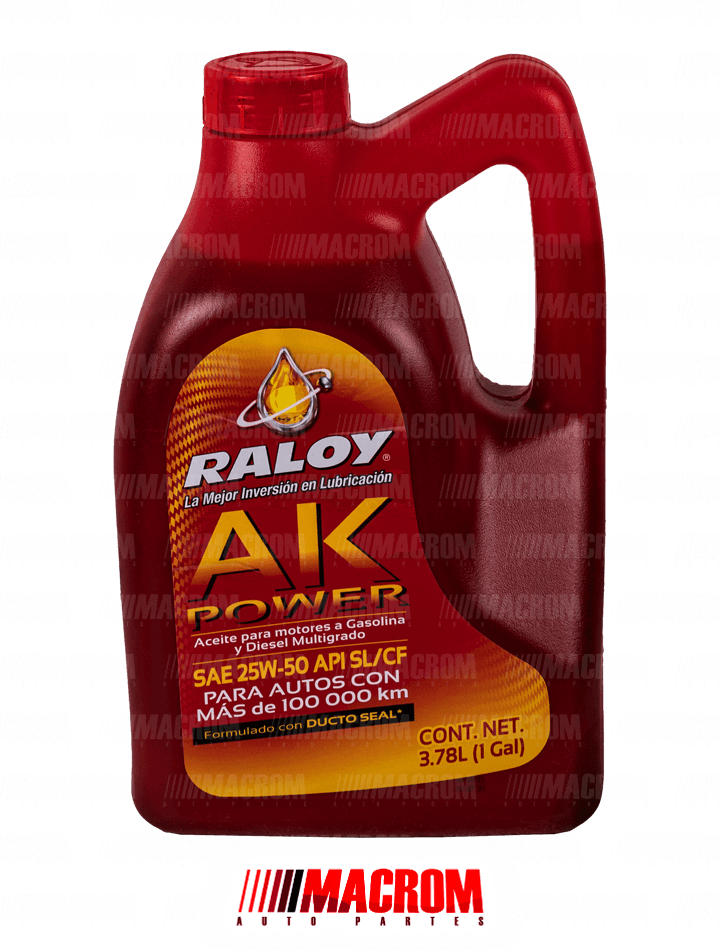 RALOY®
La Mejor Inversión en Lubricación
AK
POWER
Aceite para motores a Gasolina
y Diesel Multigrado
SAE 25W-50 API SL/CF
PARA AUTOS CON
MÁS de 100 000 km
Formulado con DUCTO SEAL*
CONT. NET.
3.78L (1 Gal)
MACROM
AUTO PARTES